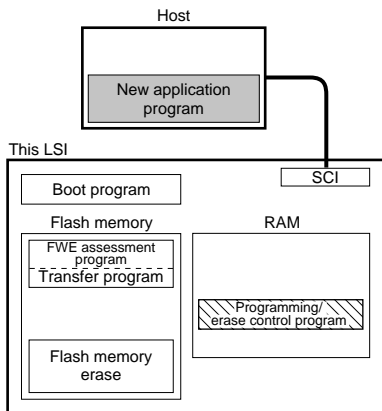 Host
New application
program
This LSI
SCI
Boot program
Flash memory
RAM
FWE assessment
program
Transfer program
Programming/
erase control program
Flash memory
erase